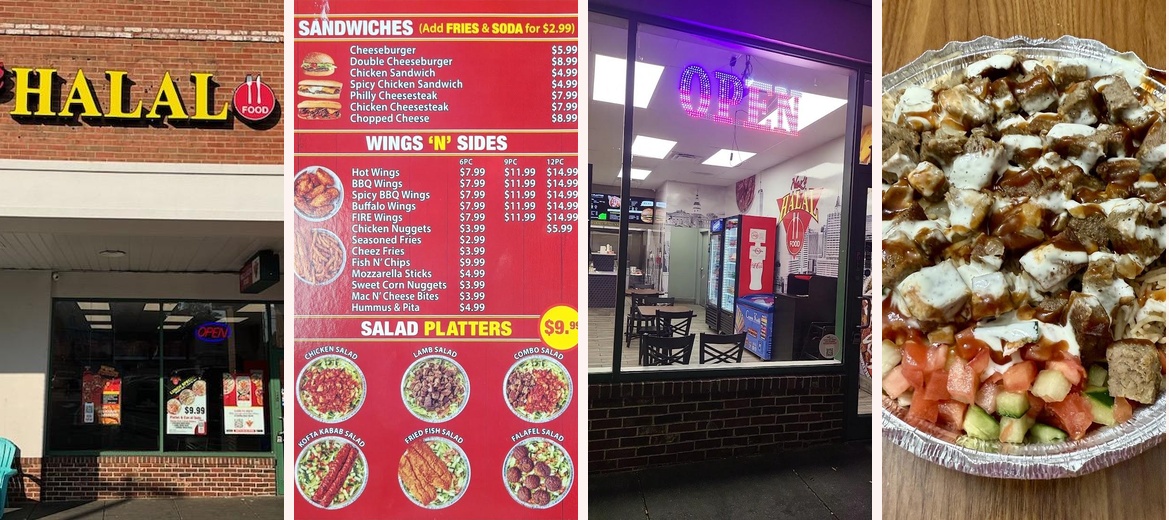 HALAL
FOOD
OPEN
$9.99
SANDWICHES (Add FRIES & SODA for $2.99)
Cheeseburger $5.99
Double Cheeseburger $8.99
Chicken Sandwich $4.99
Spicy Chicken Sandwich $4.99
Philly Cheesesteak $7.99
Chicken Cheesesteak $7.99
Chopped Cheese $8.99
WINGS 'N' SIDES
6PC 9PC 12PC
Hot Wings $7.99 $11.99 $14.99
BBQ Wings $7.99 $11.99 $14.99
Spicy BBQ Wings $7.99 $11.99 $14.99
Buffalo Wings $7.99 $11.99 $14.99
FIRE Wings $7.99 $11.99 $14.99
Chicken Nuggets $3.99 $5.99
Seasoned Fries $2.99
Cheez Fries $3.99
Fish N' Chips $9.99
Mozzarella Sticks $4.99
Sweet Corn Nuggets $3.99
Mac N' Cheese Bites $3.99
Hummus & Pita $4.99
SALAD PLATTERS $9.99
CHICKEN SALAD LAMB SALAD COMBO SALAD
KOFTA KABAB SALAD FRIED FISH SALAD FALAFEL SALAD
OPEN
HALAL
FOOD
Coca-Cola